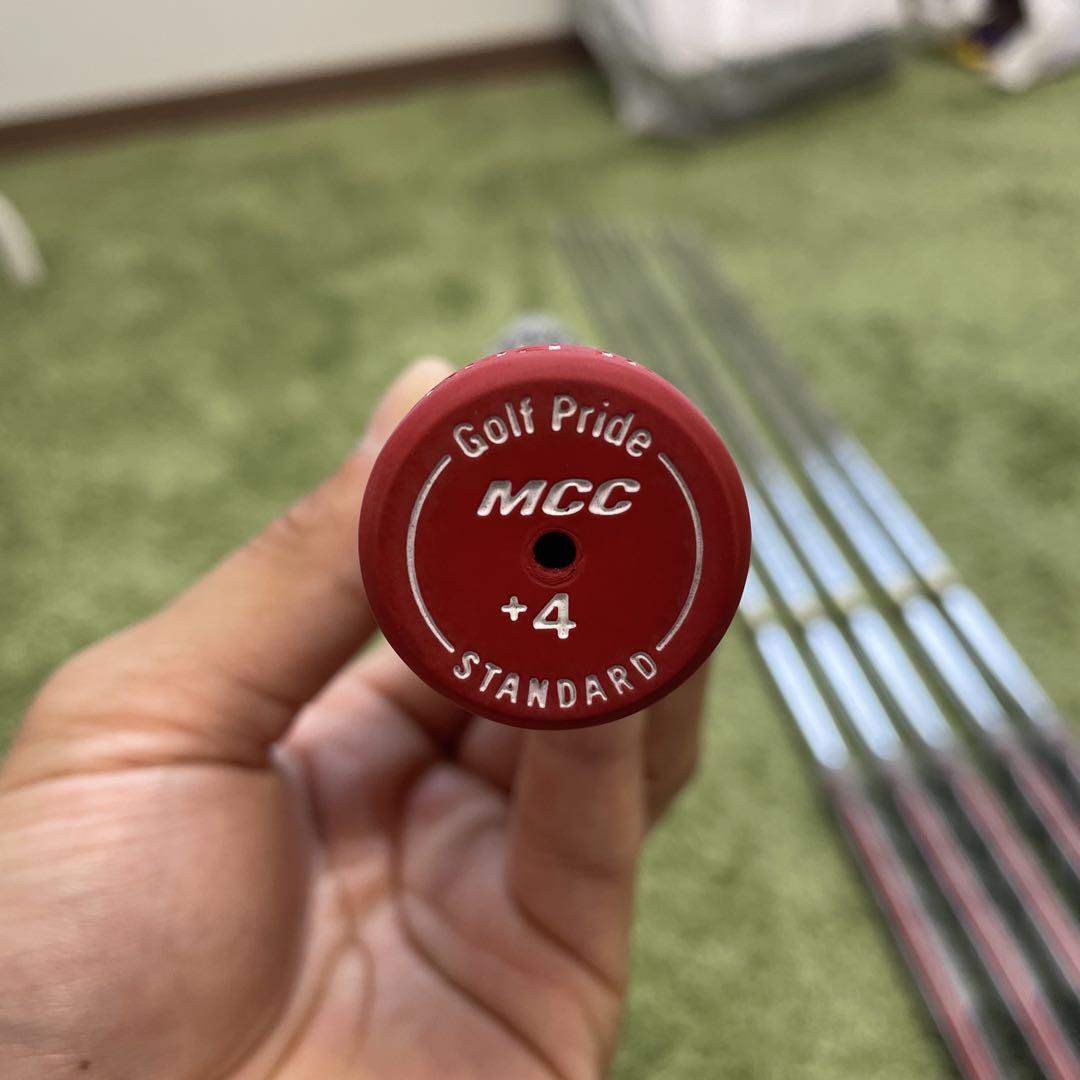 Golf Pride
MCC
+4
STANDARD